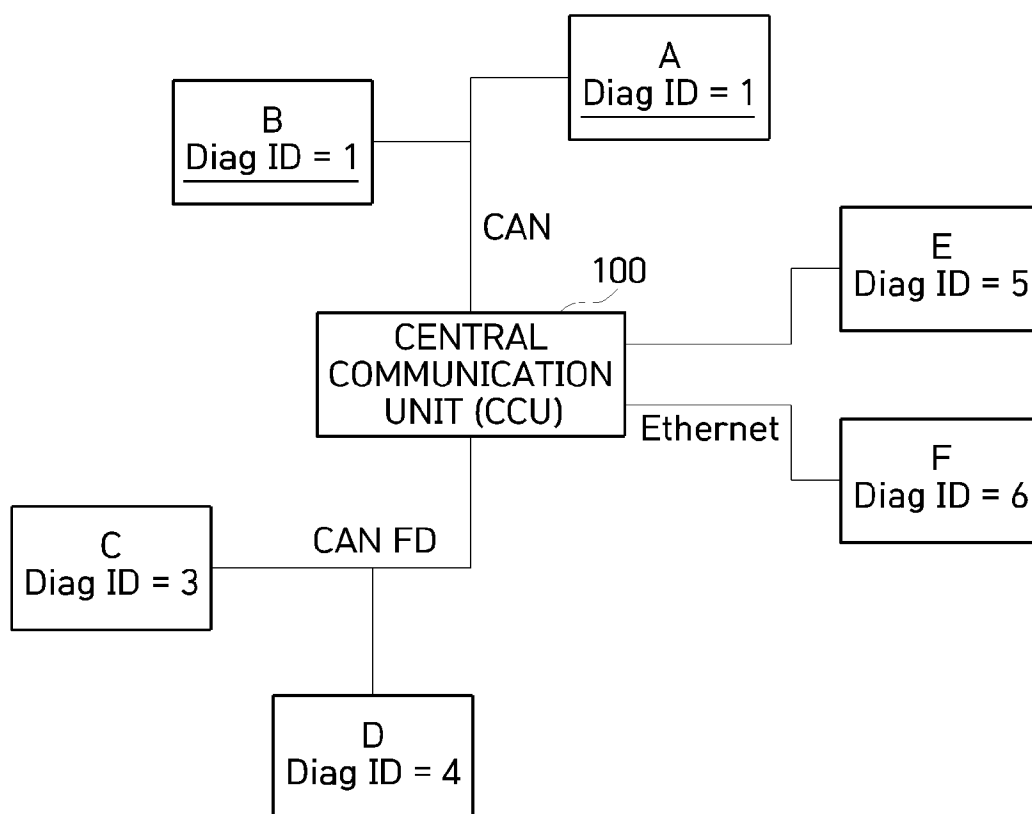 A
Diag ID = 1
B
Diag ID = 1
CAN
100
E
Diag ID = 5
CENTRAL
COMMUNICATION
UNIT (CCU)
Ethernet
F
Diag ID = 6
C
Diag ID = 3
CAN FD
D
Diag ID = 4